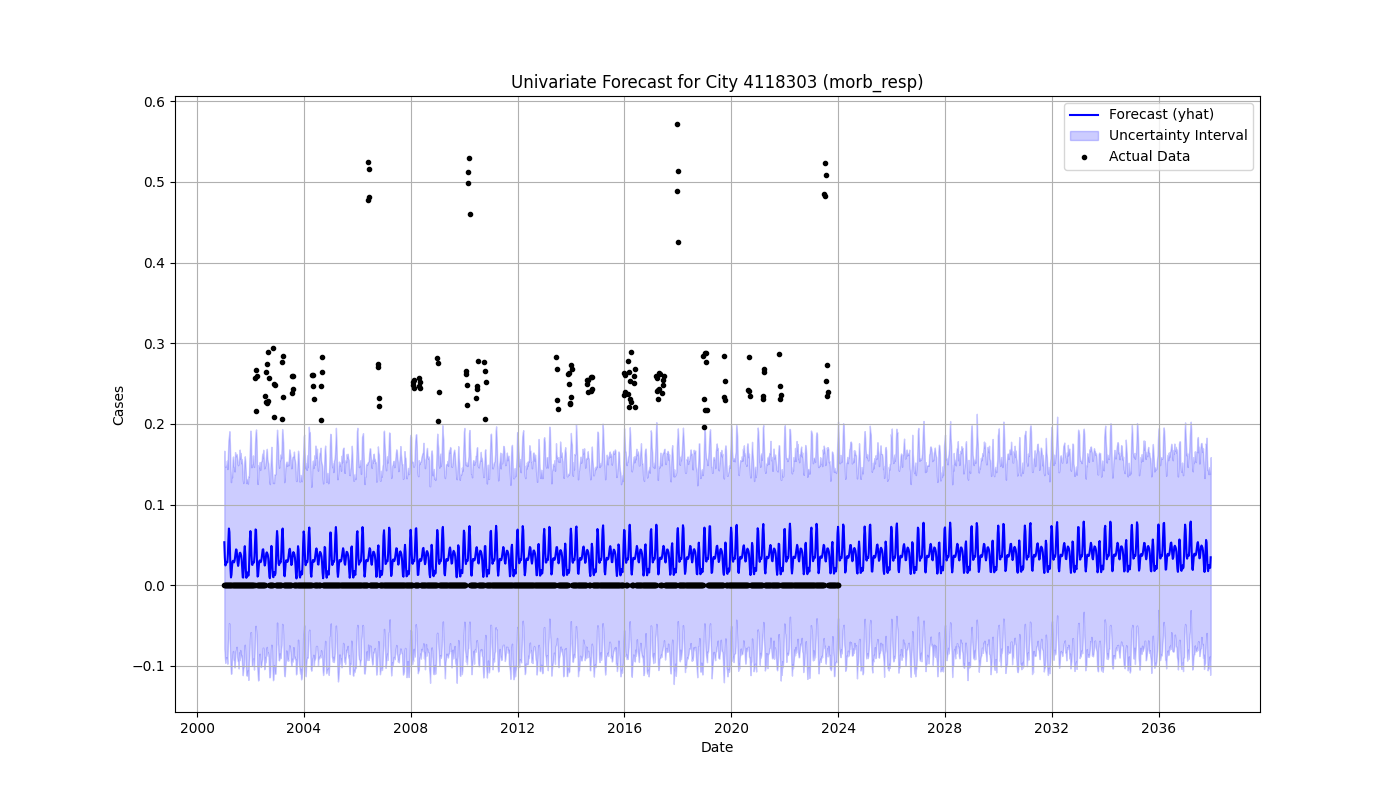 Univariate Forecast for City 4118303 (morb_resp)
Forecast (yhat)
Uncertainty Interval
Actual Data
Cases
0.6
0.5
0.4
0.3
0.2
0.1
0.0
−0.1
2000 2004 2008 2012 2016 2020 2024 2028 2032 2036
Date